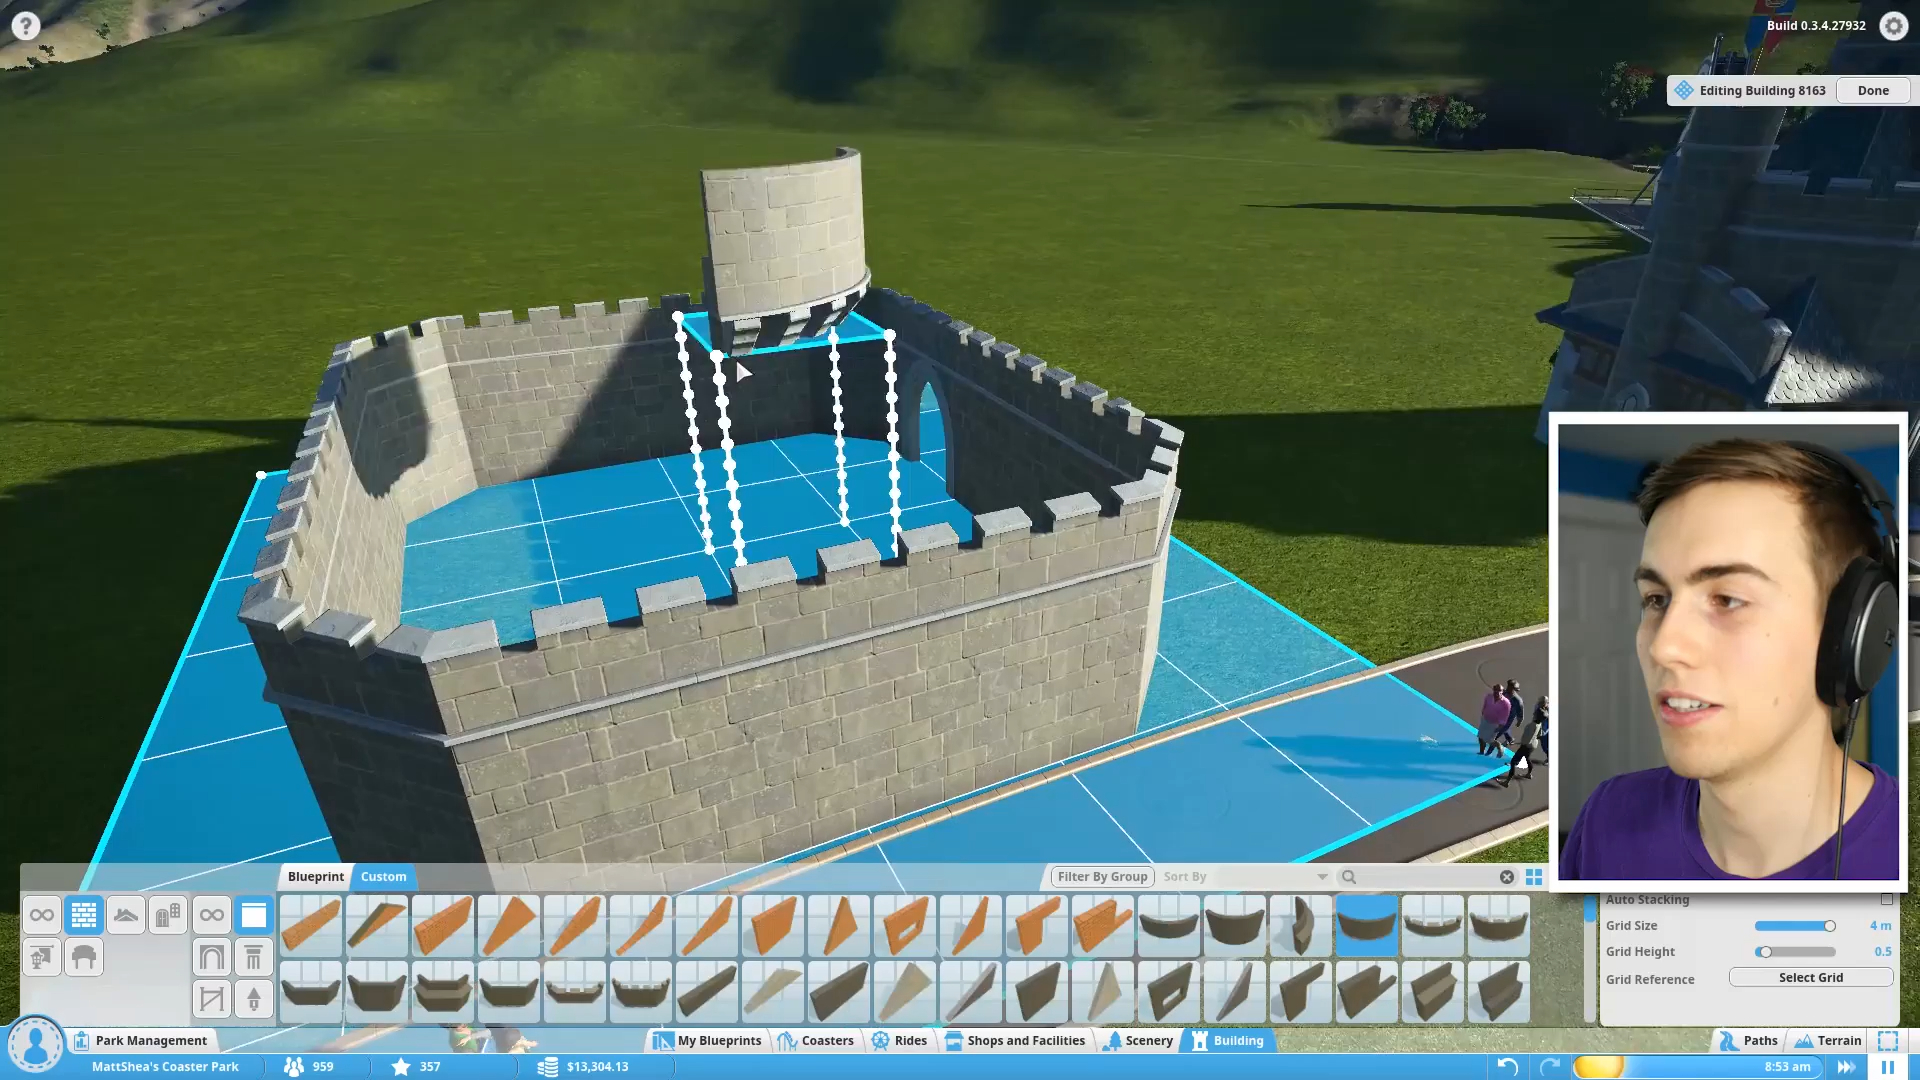 ?
Build 0.3.4.27932
Editing Building 8163
Done
Blueprint
Custom
Filter By Group
Sort By
Auto Stacking
Grid Size
4 m
Grid Height
0.5
Grid Reference
Select Grid
Park Management
My Blueprints
Coasters
Rides
Shops and Facilities
Scenery
Building
Paths
Terrain
MattShea's Coaster Park
959
357
$13,304.13
8:53 am